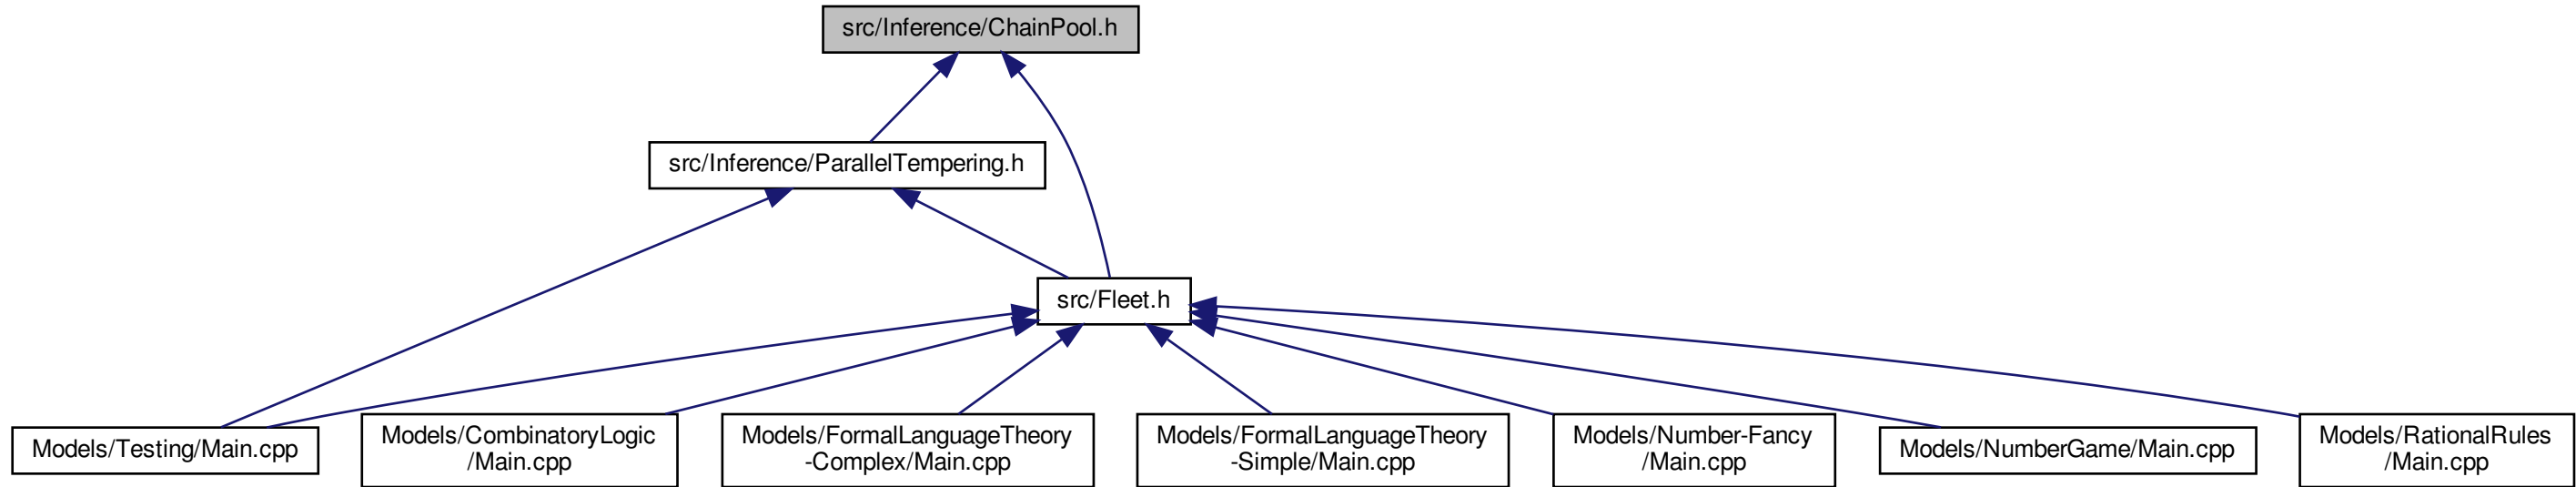 src/Inference/ChainPool.h
src/Inference/ParallelTempering.h
src/Fleet.h
Models/Testing/Main.cpp
Models/CombinatoryLogic
/Main.cpp
Models/FormalLanguageTheory
-Complex/Main.cpp
Models/FormalLanguageTheory
-Simple/Main.cpp
Models/Number-Fancy
/Main.cpp
Models/NumberGame/Main.cpp
Models/RationalRules
/Main.cpp